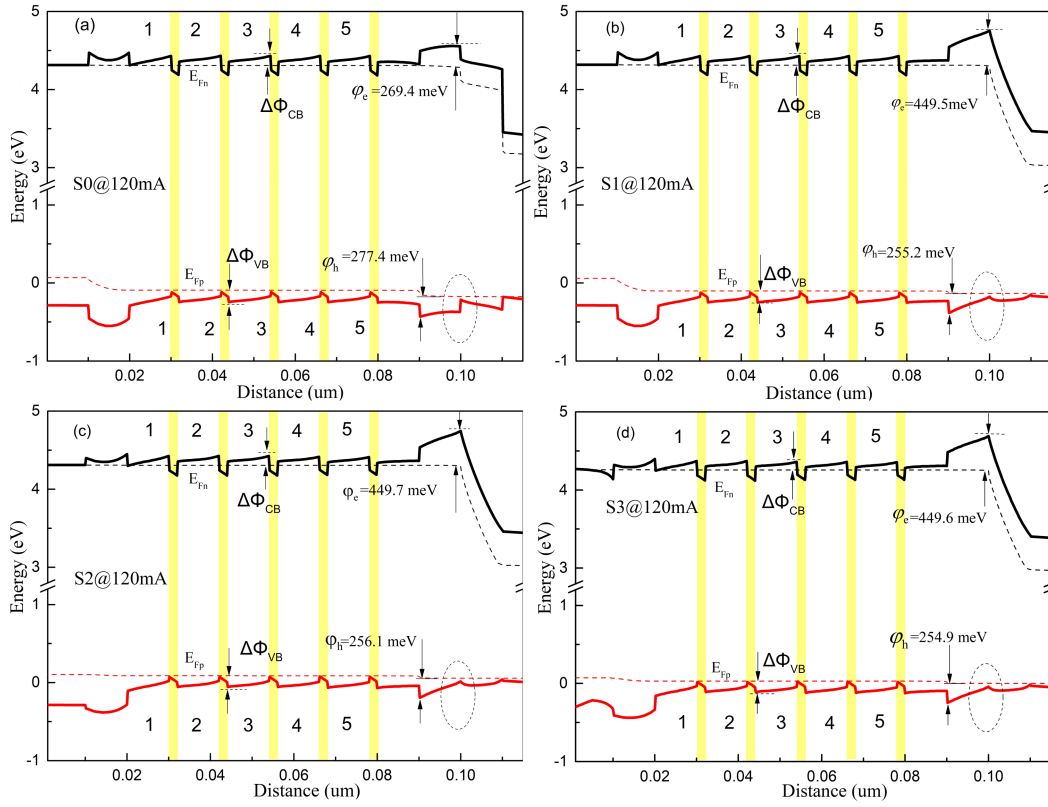 (a) 1 2 3 4 5
E_Fn
ΔΦ_CB
φ_e=269.4 meV
S0@120mA
ΔΦ_VB
E_Fp
φ_h=277.4 meV
1 2 3 4 5
5
4
3
1
0
-1
Energy (eV)
0.02 0.04 0.06 0.08 0.10
Distance (um)
(b) 1 2 3 4 5
E_Fn
ΔΦ_CB
φ_e=449.5meV
S1@120mA
φ_h=255.2 meV
E_Fp
ΔΦ_VB
1 2 3 4 5
5
4
3
1
0
-1
Energy (eV)
0.02 0.04 0.06 0.08 0.10
Distance (um)
(c) 1 2 3 4 5
E_Fn
ΔΦ_CB
φ_e=449.7 meV
S2@120mA
φ_h=256.1 meV
E_Fp
ΔΦ_VB
1 2 3 4 5
5
4
3
1
0
-1
Energy (eV)
0.02 0.04 0.06 0.08 0.10
Distance (um)
(d)
1 2 3 4 5
E_Fn
ΔΦ_CB
φ_e=449.6 meV
S3@120mA
φ_h=254.9 meV
E_Fp
ΔΦ_VB
1 2 3 4 5
5
4
3
1
0
-1
Energy (eV)
0.02 0.04 0.06 0.08 0.10
Distance (um)